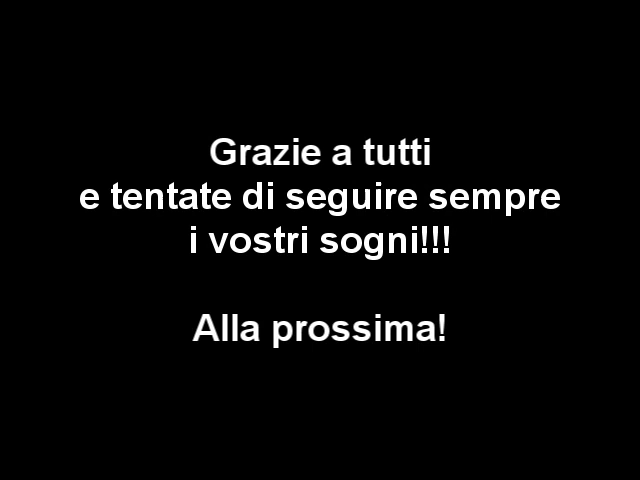 Grazie a tutti
e tentate di seguire sempre
i vostri sogni!!!
Alla prossima!